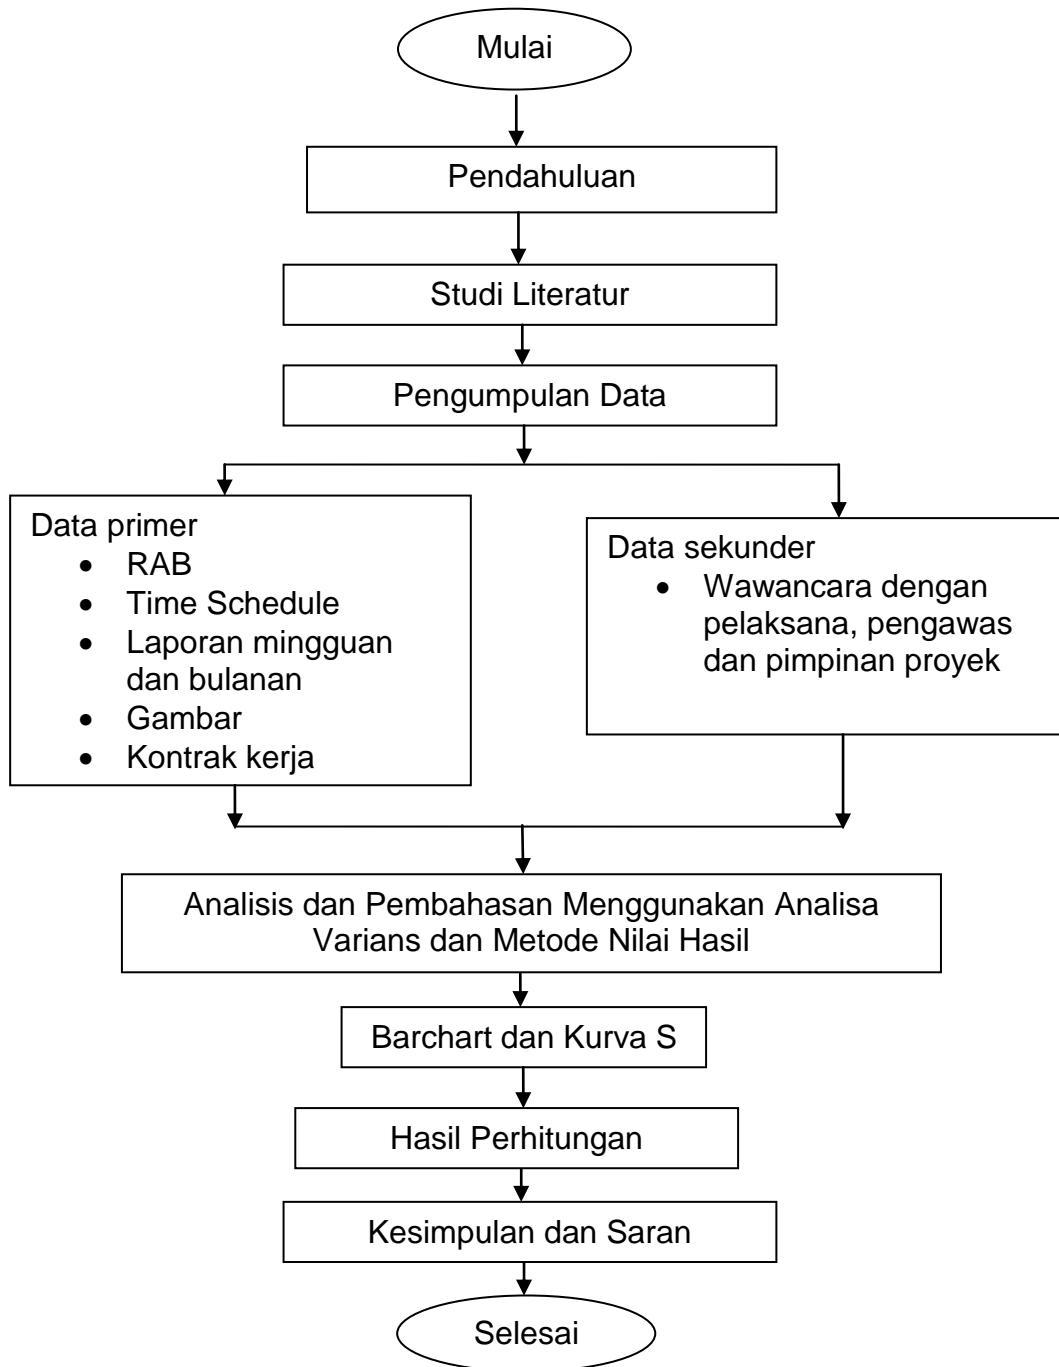 Mulai
Pendahuluan
Studi Literatur
Pengumpulan Data
Data primer
• RAB
• Time Schedule
• Laporan mingguan
dan bulanan
• Gambar
• Kontrak kerja
Data sekunder
• Wawancara dengan
pelaksana, pengawas
dan pimpinan proyek
Analisis dan Pembahasan Menggunakan Analisa
Varians dan Metode Nilai Hasil
Barchart dan Kurva S
Hasil Perhitungan
Kesimpulan dan Saran
Selesai